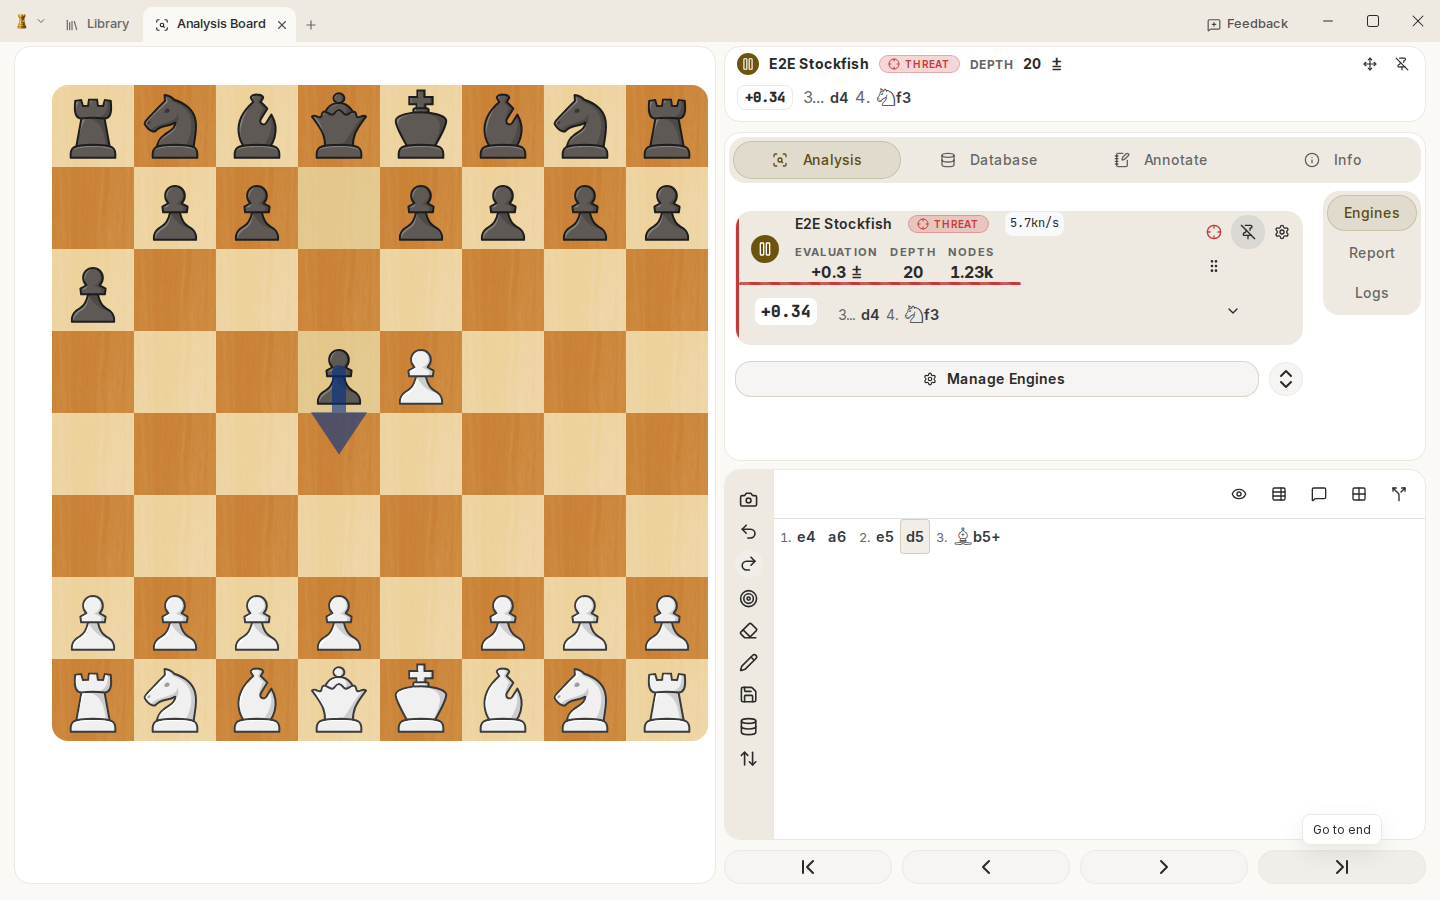 Library
Analysis Board
Feedback
E2E Stockfish THREAT DEPTH 20 ±
+0.34 3... d4 4. ♘f3
Analysis Database Annotate Info
E2E Stockfish THREAT 5.7kn/s
EVALUATION DEPTH NODES
+0.3 ± 20 1.23k
+0.34 3... d4 4. ♘f3
Engines
Report
Logs
Manage Engines
1. e4 a6 2. e5 d5 3. ♗b5+
Go to end